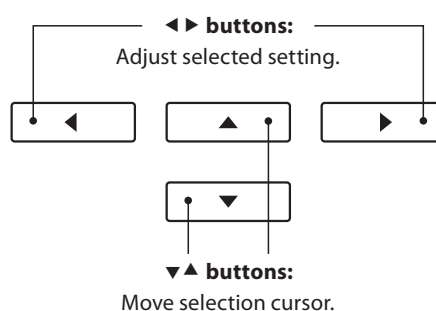 ◀ ▶ buttons:
Adjust selected setting.
◀
▲
▶
▼
▼▲ buttons:
Move selection cursor.